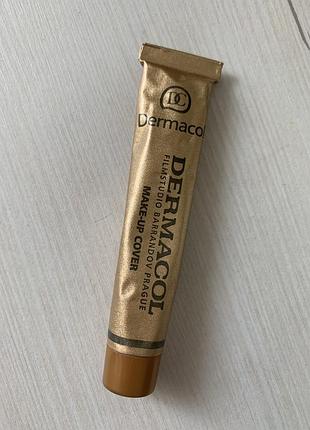 DC
Dermacol
DERMACOL
FILMSTUDIO BARRANDOV PRAGUE
MAKE-UP COVER